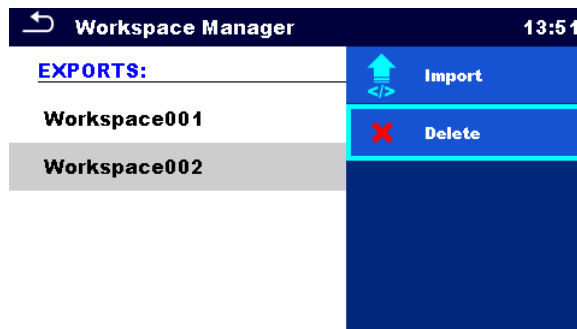 Workspace Manager 13:51
EXPORTS:
Workspace001
Workspace002
</> Import
Delete